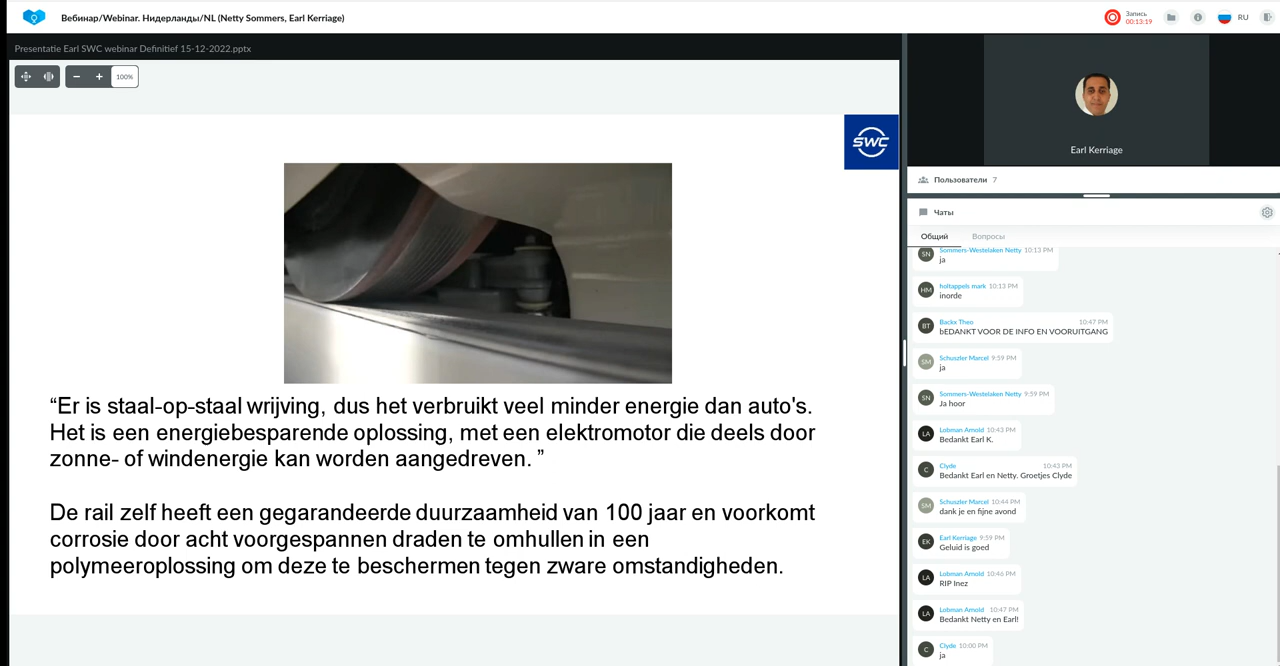 Вебинар/Webinar. Нидерланды/NL (Netty Sommers, Earl Kerriage)
Запись
00:13:19
RU
Presentatie Earl SWC webinar Definitief 15-12-2022.pptx
100%
SWC
“Er is staal-op-staal wrijving, dus het verbruikt veel minder energie dan auto's.
Het is een energiebesparende oplossing, met een elektromotor die deels door
zonne- of windenergie kan worden aangedreven. ”
De rail zelf heeft een gegarandeerde duurzaamheid van 100 jaar en voorkomt
corrosie door acht voorgespannen draden te omhullen in een
polymeeroplossing om deze te beschermen tegen zware omstandigheden.
Earl Kerriage
Пользователи 7
Чаты
Общий Вопросы
SN Sommers-Westelaken Netty 10:13 PM
ja
HM holtappels mark 10:13 PM
inorde
BT Backx Theo 10:47 PM
bEDANKT VOOR DE INFO EN VOORUITGANG
SM Schuszler Marcel 9:59 PM
ja
SN Sommers-Westelaken Netty 9:59 PM
Ja hoor
LA Lobman Arnold 10:43 PM
Bedankt Earl K.
C Clyde 10:43 PM
Bedankt Earl en Netty. Groetjes Clyde
SM Schuszler Marcel 10:44 PM
dank je en fijne avond
EK Earl Kerriage 9:59 PM
Geluid is goed
LA Lobman Arnold 10:46 PM
RIP Inez
LA Lobman Arnold 10:47 PM
Bedankt Netty en Earl!
C Clyde 10:00 PM
ja